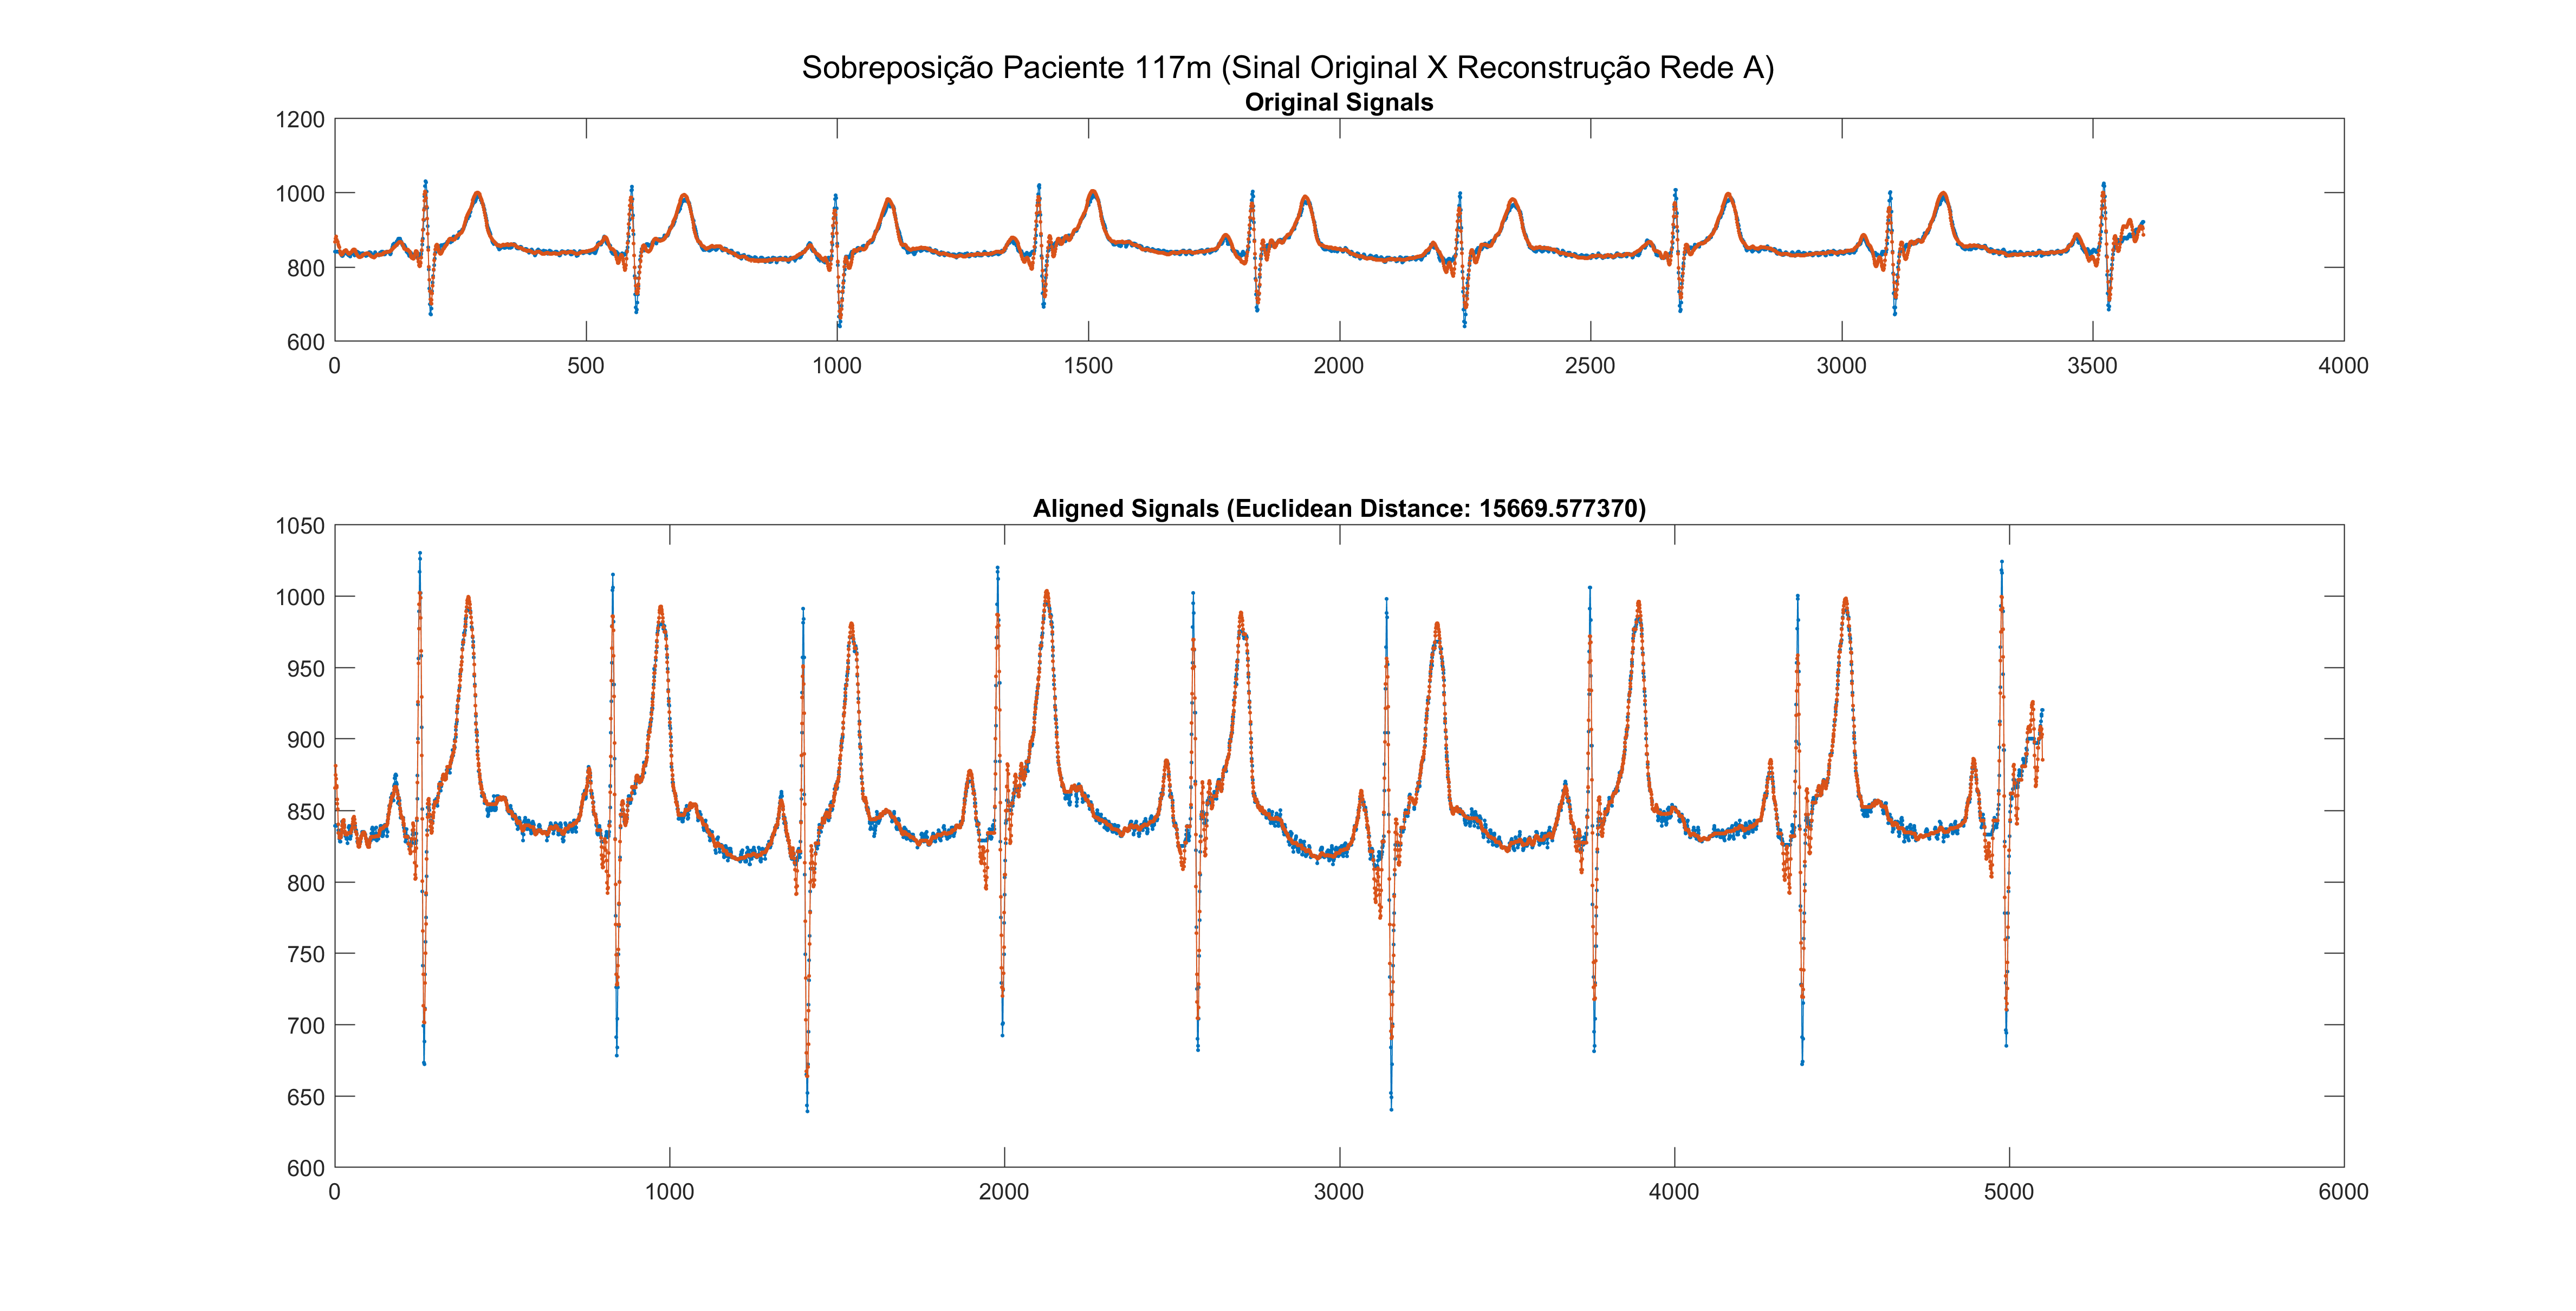 Sobreposição Paciente 117m (Sinal Original X Reconstrução Rede A)
Original Signals
1200
1000
800
600
0 500 1000 1500 2000 2500 3000 3500 4000
Aligned Signals (Euclidean Distance: 15669.577370)
1050
1000
950
900
850
800
750
700
650
600
0 1000 2000 3000 4000 5000 6000